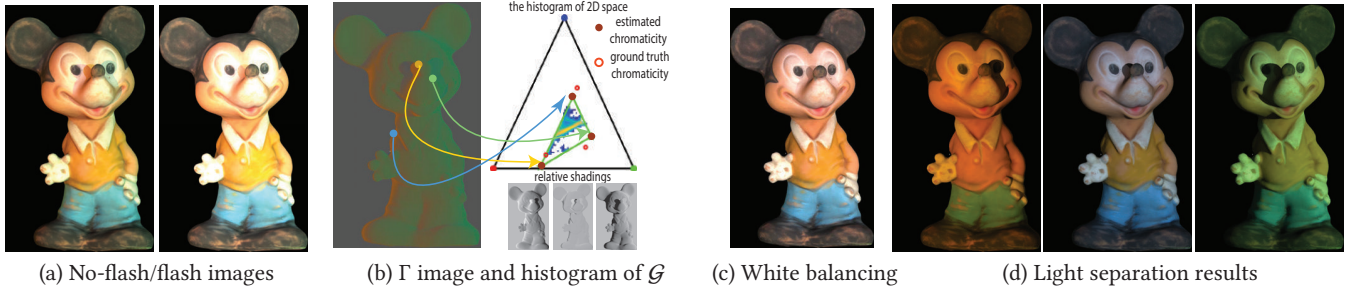 the histogram of 2D space
estimated
chromaticity
ground truth
chromaticity
relative shadings
(a) No-flash/flash images
(b) Γ image and histogram of 𝒢
(c) White balancing
(d) Light separation results